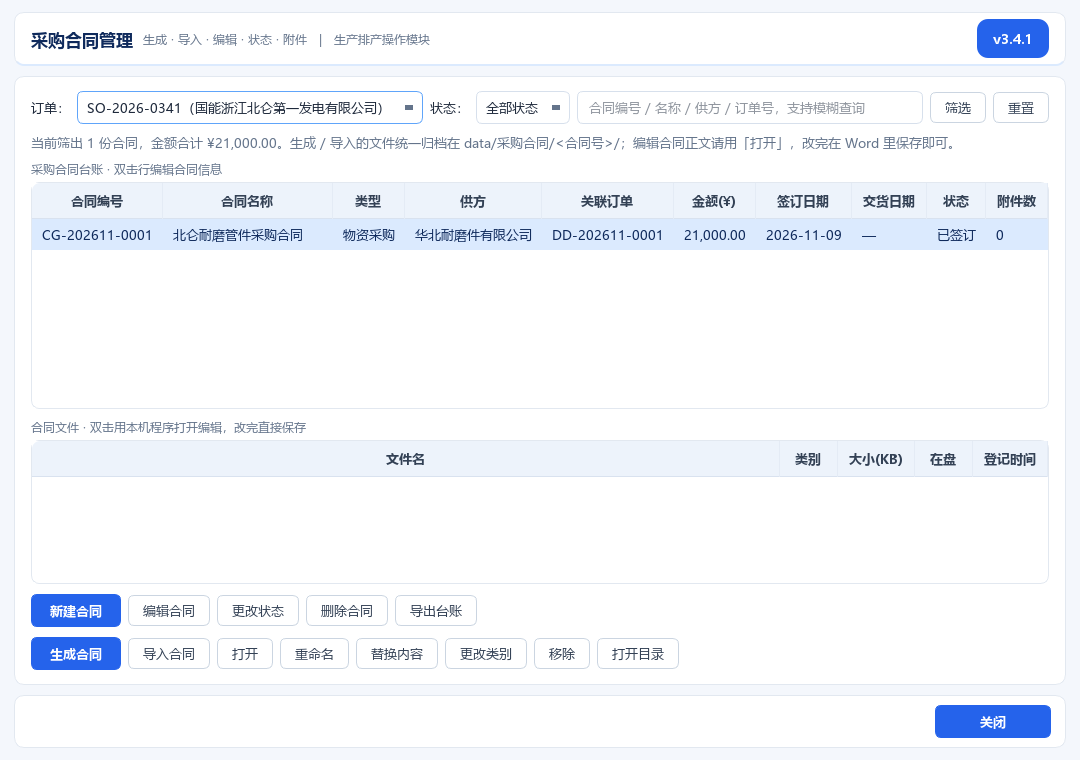 采购合同管理 生成 · 导入 · 编辑 · 状态 · 附件 | 生产排产操作模块 v3.4.1
订单: SO-2026-0341（国能浙江北仑第一发电有限公司） 状态: 全部状态 合同编号 / 名称 / 供方 / 订单号，支持模糊查询 筛选 重置
当前筛出 1 份合同，金额合计 ¥21,000.00。生成 / 导入的文件统一归档在 data/采购合同/<合同号>/；编辑合同正文请用「打开」，改完在 Word 里保存即可。
采购合同台账 · 双击行编辑合同信息
合同编号 合同名称 类型 供方 关联订单 金额(¥) 签订日期 交货日期 状态 附件数
CG-202611-0001 北仑耐磨管件采购合同 物资采购 华北耐磨件有限公司 DD-202611-0001 21,000.00 2026-11-09 — 已签订 0
合同文件 · 双击用本机程序打开编辑，改完直接保存
文件名 类别 大小(KB) 在盘 登记时间
新建合同 编辑合同 更改状态 删除合同 导出台账
生成合同 导入合同 打开 重命名 替换内容 更改类别 移除 打开目录
关闭